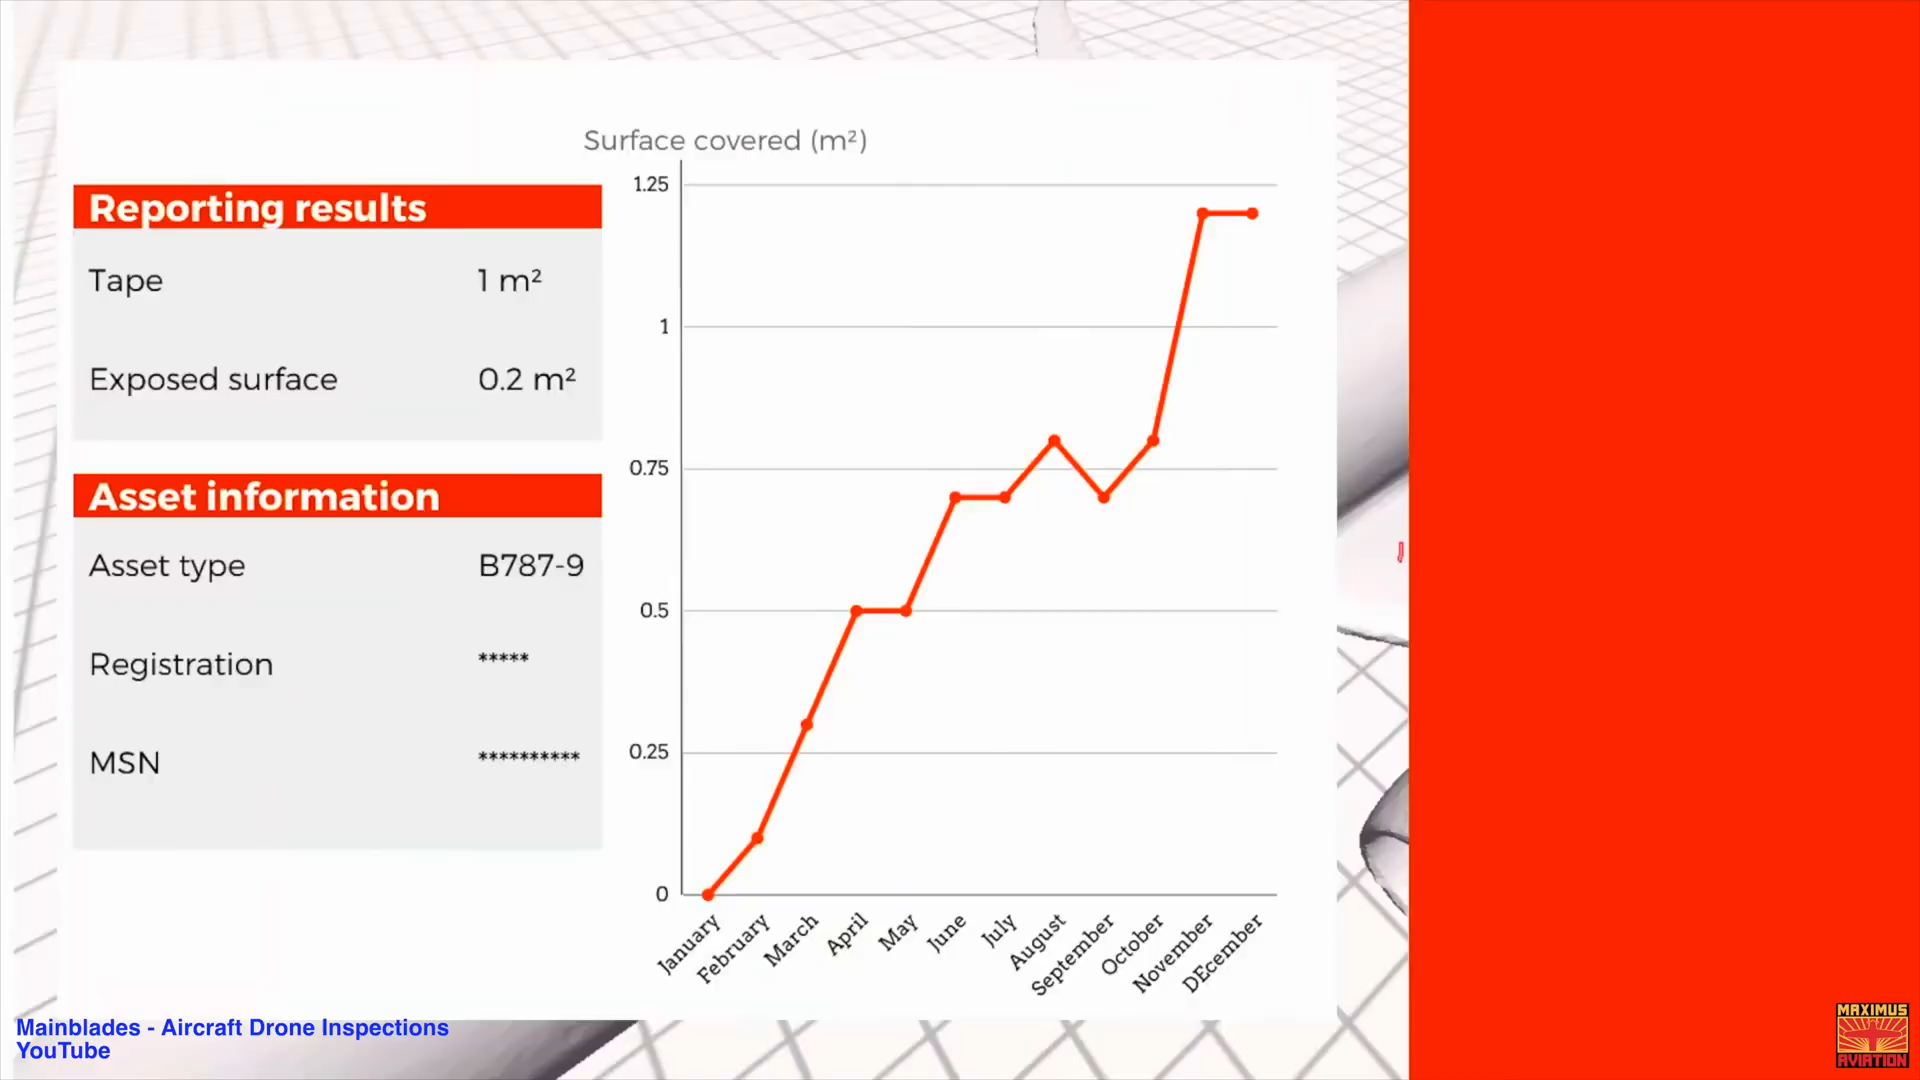 Surface covered (m²)
Reporting results
Tape 1 m²
Exposed surface 0.2 m²
Asset information
Asset type B787-9
Registration *****
MSN **********
1.25
1
0.75
0.5
0.25
0
January
February
March
April
May
June
July
August
September
October
November
DEcember
Mainblades - Aircraft Drone Inspections
YouTube
MAXIMUS
AVIATION